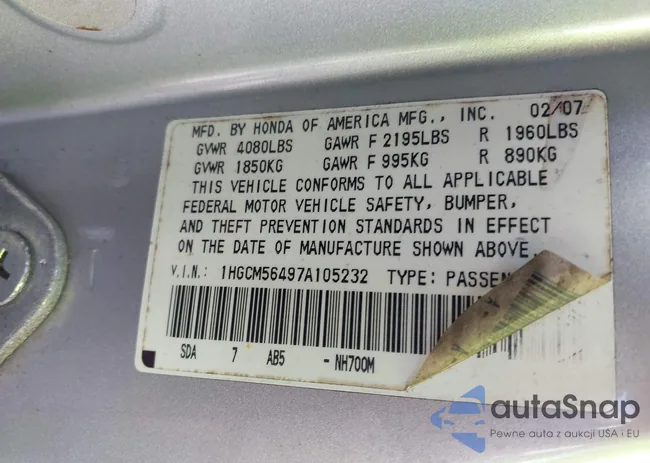 MFD. BY HONDA OF AMERICA MFG., INC. 02/07
GVWR 4080LBS GAWR F 2195LBS R 1960LBS
GVWR 1850KG GAWR F 995KG R 890KG
THIS VEHICLE CONFORMS TO ALL APPLICABLE
FEDERAL MOTOR VEHICLE SAFETY, BUMPER,
AND THEFT PREVENTION STANDARDS IN EFFECT
ON THE DATE OF MANUFACTURE SHOWN ABOVE.
V.I.N.: 1HGCM56497A105232 TYPE: PASSEN
SDA 7 AB5 -NH700M
autaSnap
Pewne auta z aukcji USA i EU